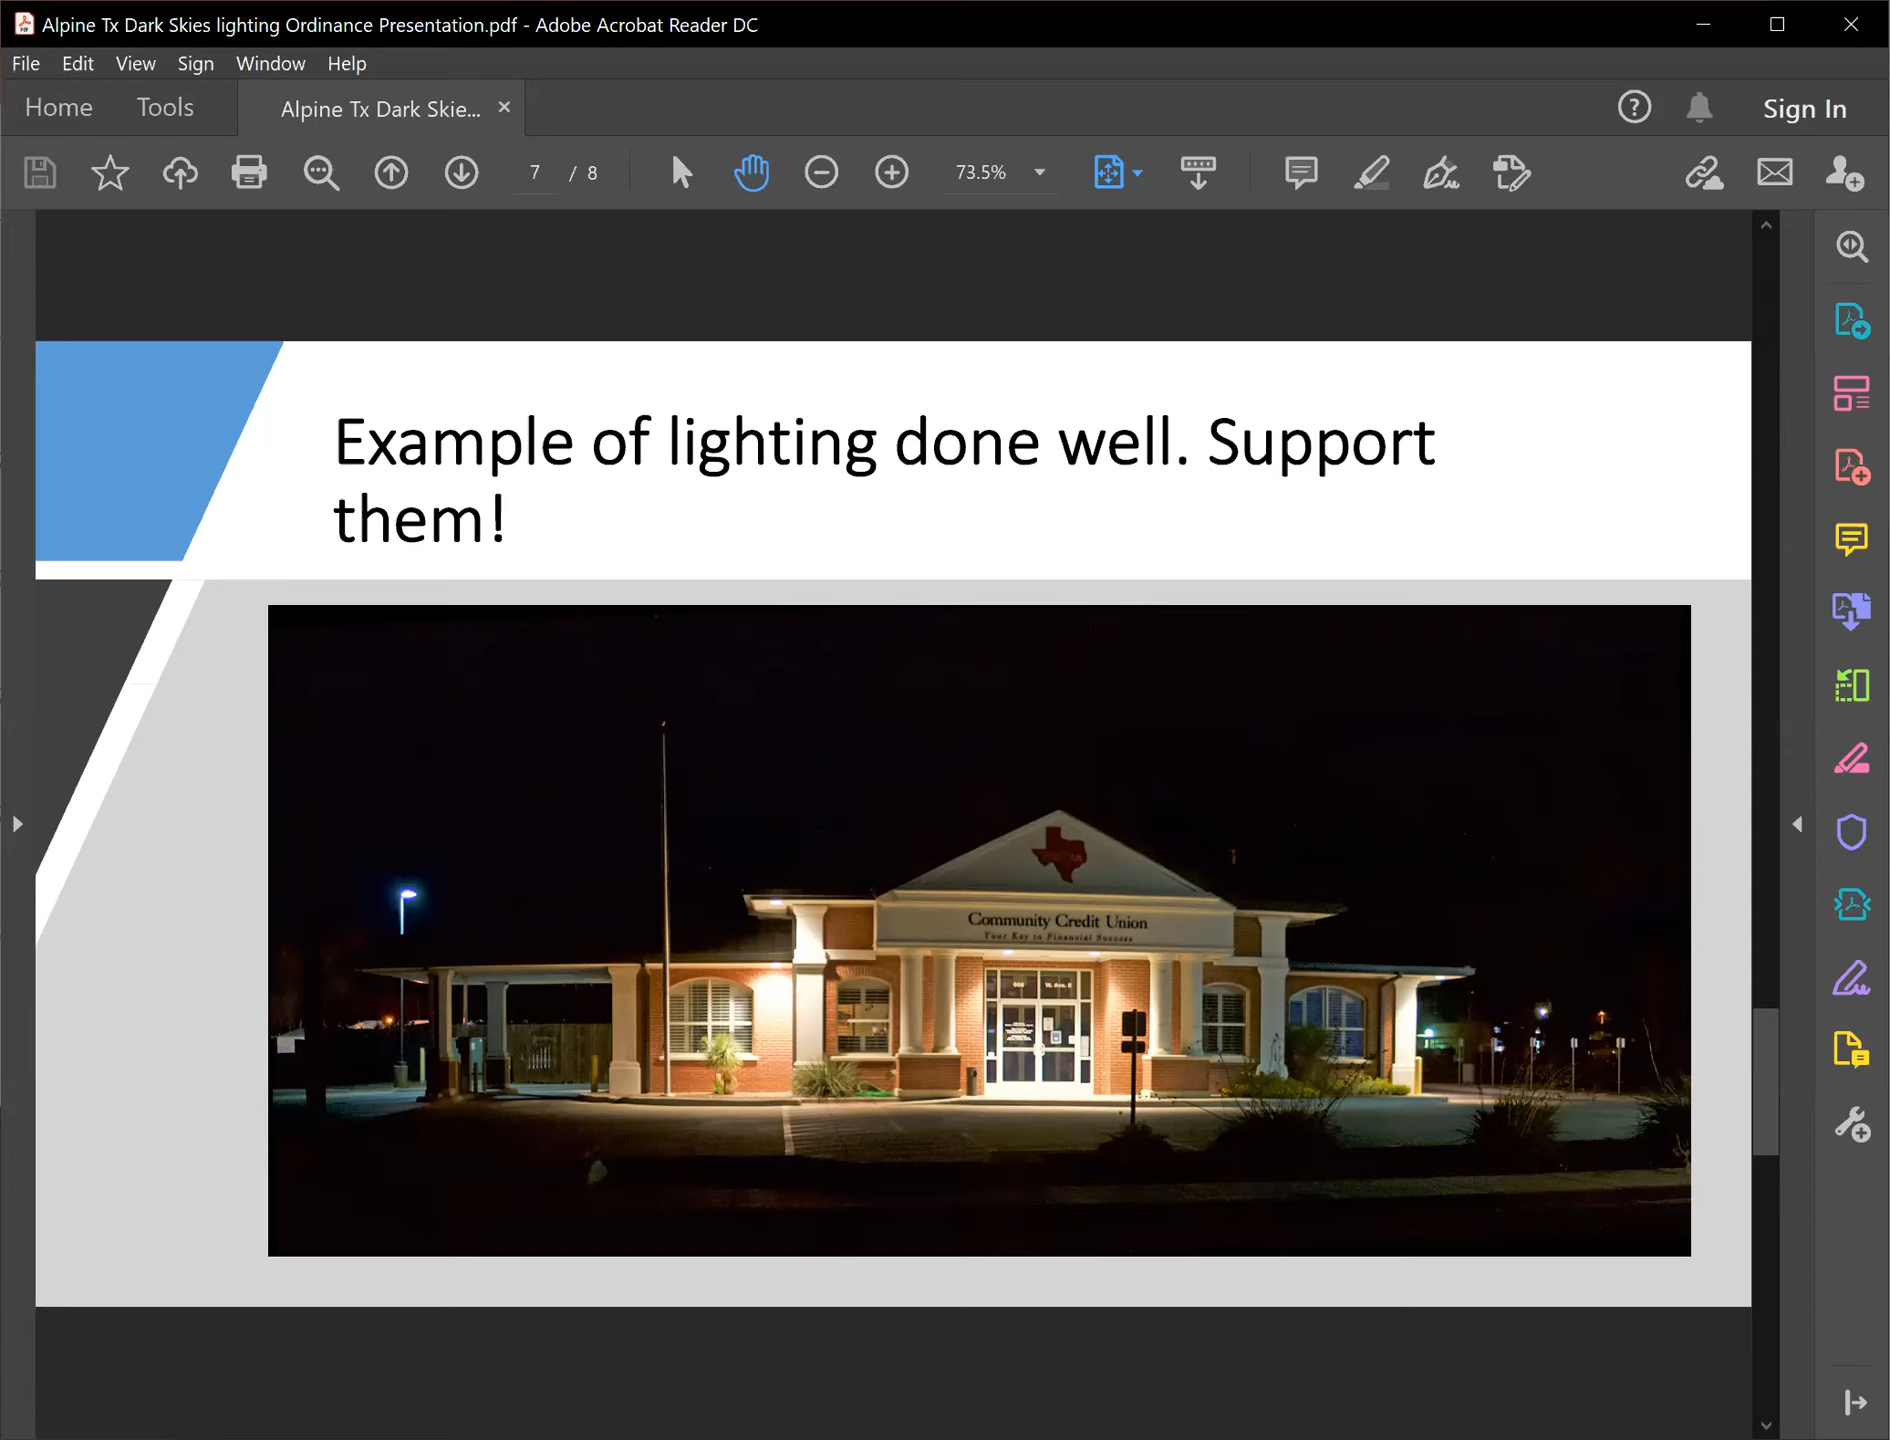 Alpine Tx Dark Skies lighting Ordinance Presentation.pdf - Adobe Acrobat Reader DC
File Edit View Sign Window Help
Home Tools Alpine Tx Dark Skie... Sign In
7 / 8 73.5%
Example of lighting done well. Support
them!
Community Credit Union
Your Key to Financial Success
608 W. Ave. E